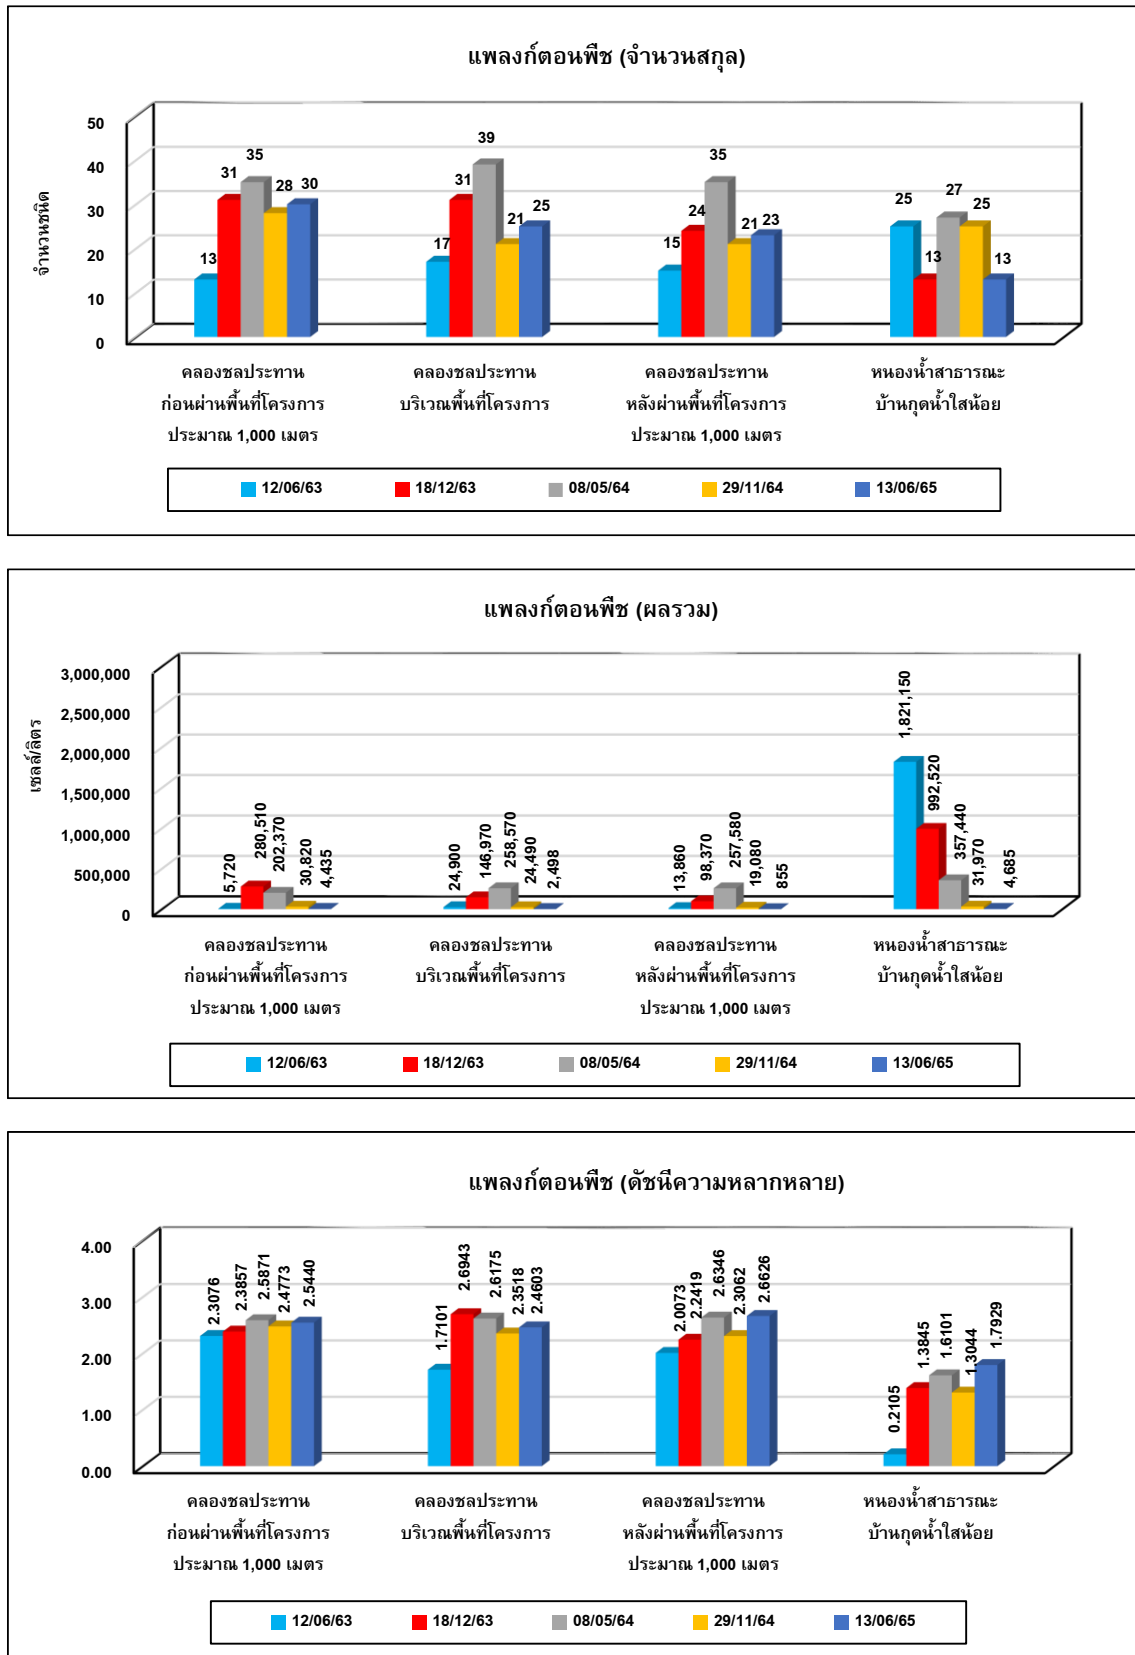 แพลงก์ตอนพืช (จำนวนสกุล)
จำนวนชนิด
50
40
30
20
10
0
13
31
35
28
30
17
31
39
21
25
15
24
35
21
23
25
13
27
25
13
คลองชลประทาน
ก่อนผ่านพื้นที่โครงการ
ประมาณ 1,000 เมตร
คลองชลประทาน
บริเวณพื้นที่โครงการ
คลองชลประทาน
หลังผ่านพื้นที่โครงการ
ประมาณ 1,000 เมตร
หนองน้ำสาธารณะ
บ้านกุดน้ำใสน้อย
12/06/63 18/12/63 08/05/64 29/11/64 13/06/65
แพลงก์ตอนพืช (ผลรวม)
เซลล์/ลิตร
3,000,000
2,500,000
2,000,000
1,500,000
1,000,000
500,000
0
5,720
280,510
202,370
30,820
4,435
24,900
146,970
258,570
24,490
2,498
13,860
98,370
257,580
19,080
855
1,821,150
992,520
357,440
31,970
4,685
คลองชลประทาน
ก่อนผ่านพื้นที่โครงการ
ประมาณ 1,000 เมตร
คลองชลประทาน
บริเวณพื้นที่โครงการ
คลองชลประทาน
หลังผ่านพื้นที่โครงการ
ประมาณ 1,000 เมตร
หนองน้ำสาธารณะ
บ้านกุดน้ำใสน้อย
12/06/63 18/12/63 08/05/64 29/11/64 13/06/65
แพลงก์ตอนพืช (ดัชนีความหลากหลาย)
4.00
3.00
2.00
1.00
0.00
2.3076
2.3857
2.5871
2.4773
2.5440
1.7101
2.6943
2.6175
2.3518
2.4603
2.0073
2.2419
2.6346
2.3062
2.6626
0.2105
1.3845
1.6101
1.3044
1.7929
คลองชลประทาน
ก่อนผ่านพื้นที่โครงการ
ประมาณ 1,000 เมตร
คลองชลประทาน
บริเวณพื้นที่โครงการ
คลองชลประทาน
หลังผ่านพื้นที่โครงการ
ประมาณ 1,000 เมตร
หนองน้ำสาธารณะ
บ้านกุดน้ำใสน้อย
12/06/63 18/12/63 08/05/64 29/11/64 13/06/65